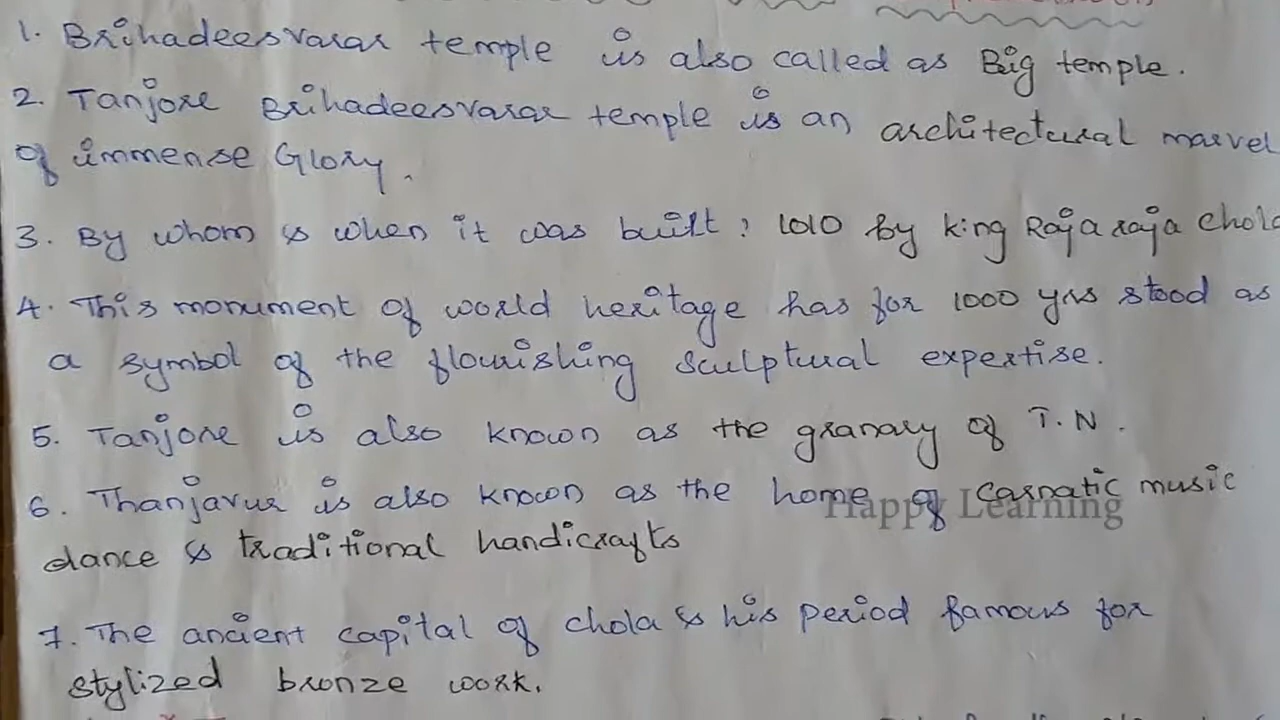 1. Brihadeesvarar temple is also called as Big temple.
2. Tanjore Brihadeesvarar temple is an architectural marvel
of immense Glory.
3. By whom & when it was built? 1010 by king Raja raja Chola
4. This monument of world heritage has for 1000 yrs stood as
a symbol of the flourishing sculptural expertise.
5. Tanjore is also known as the granary of T.N.
6. Thanjavur is also known as the home of carnatic music
Happy Learning
dance & traditional handicrafts
7. The ancient capital of chola & his period famous for
stylized bronze work.